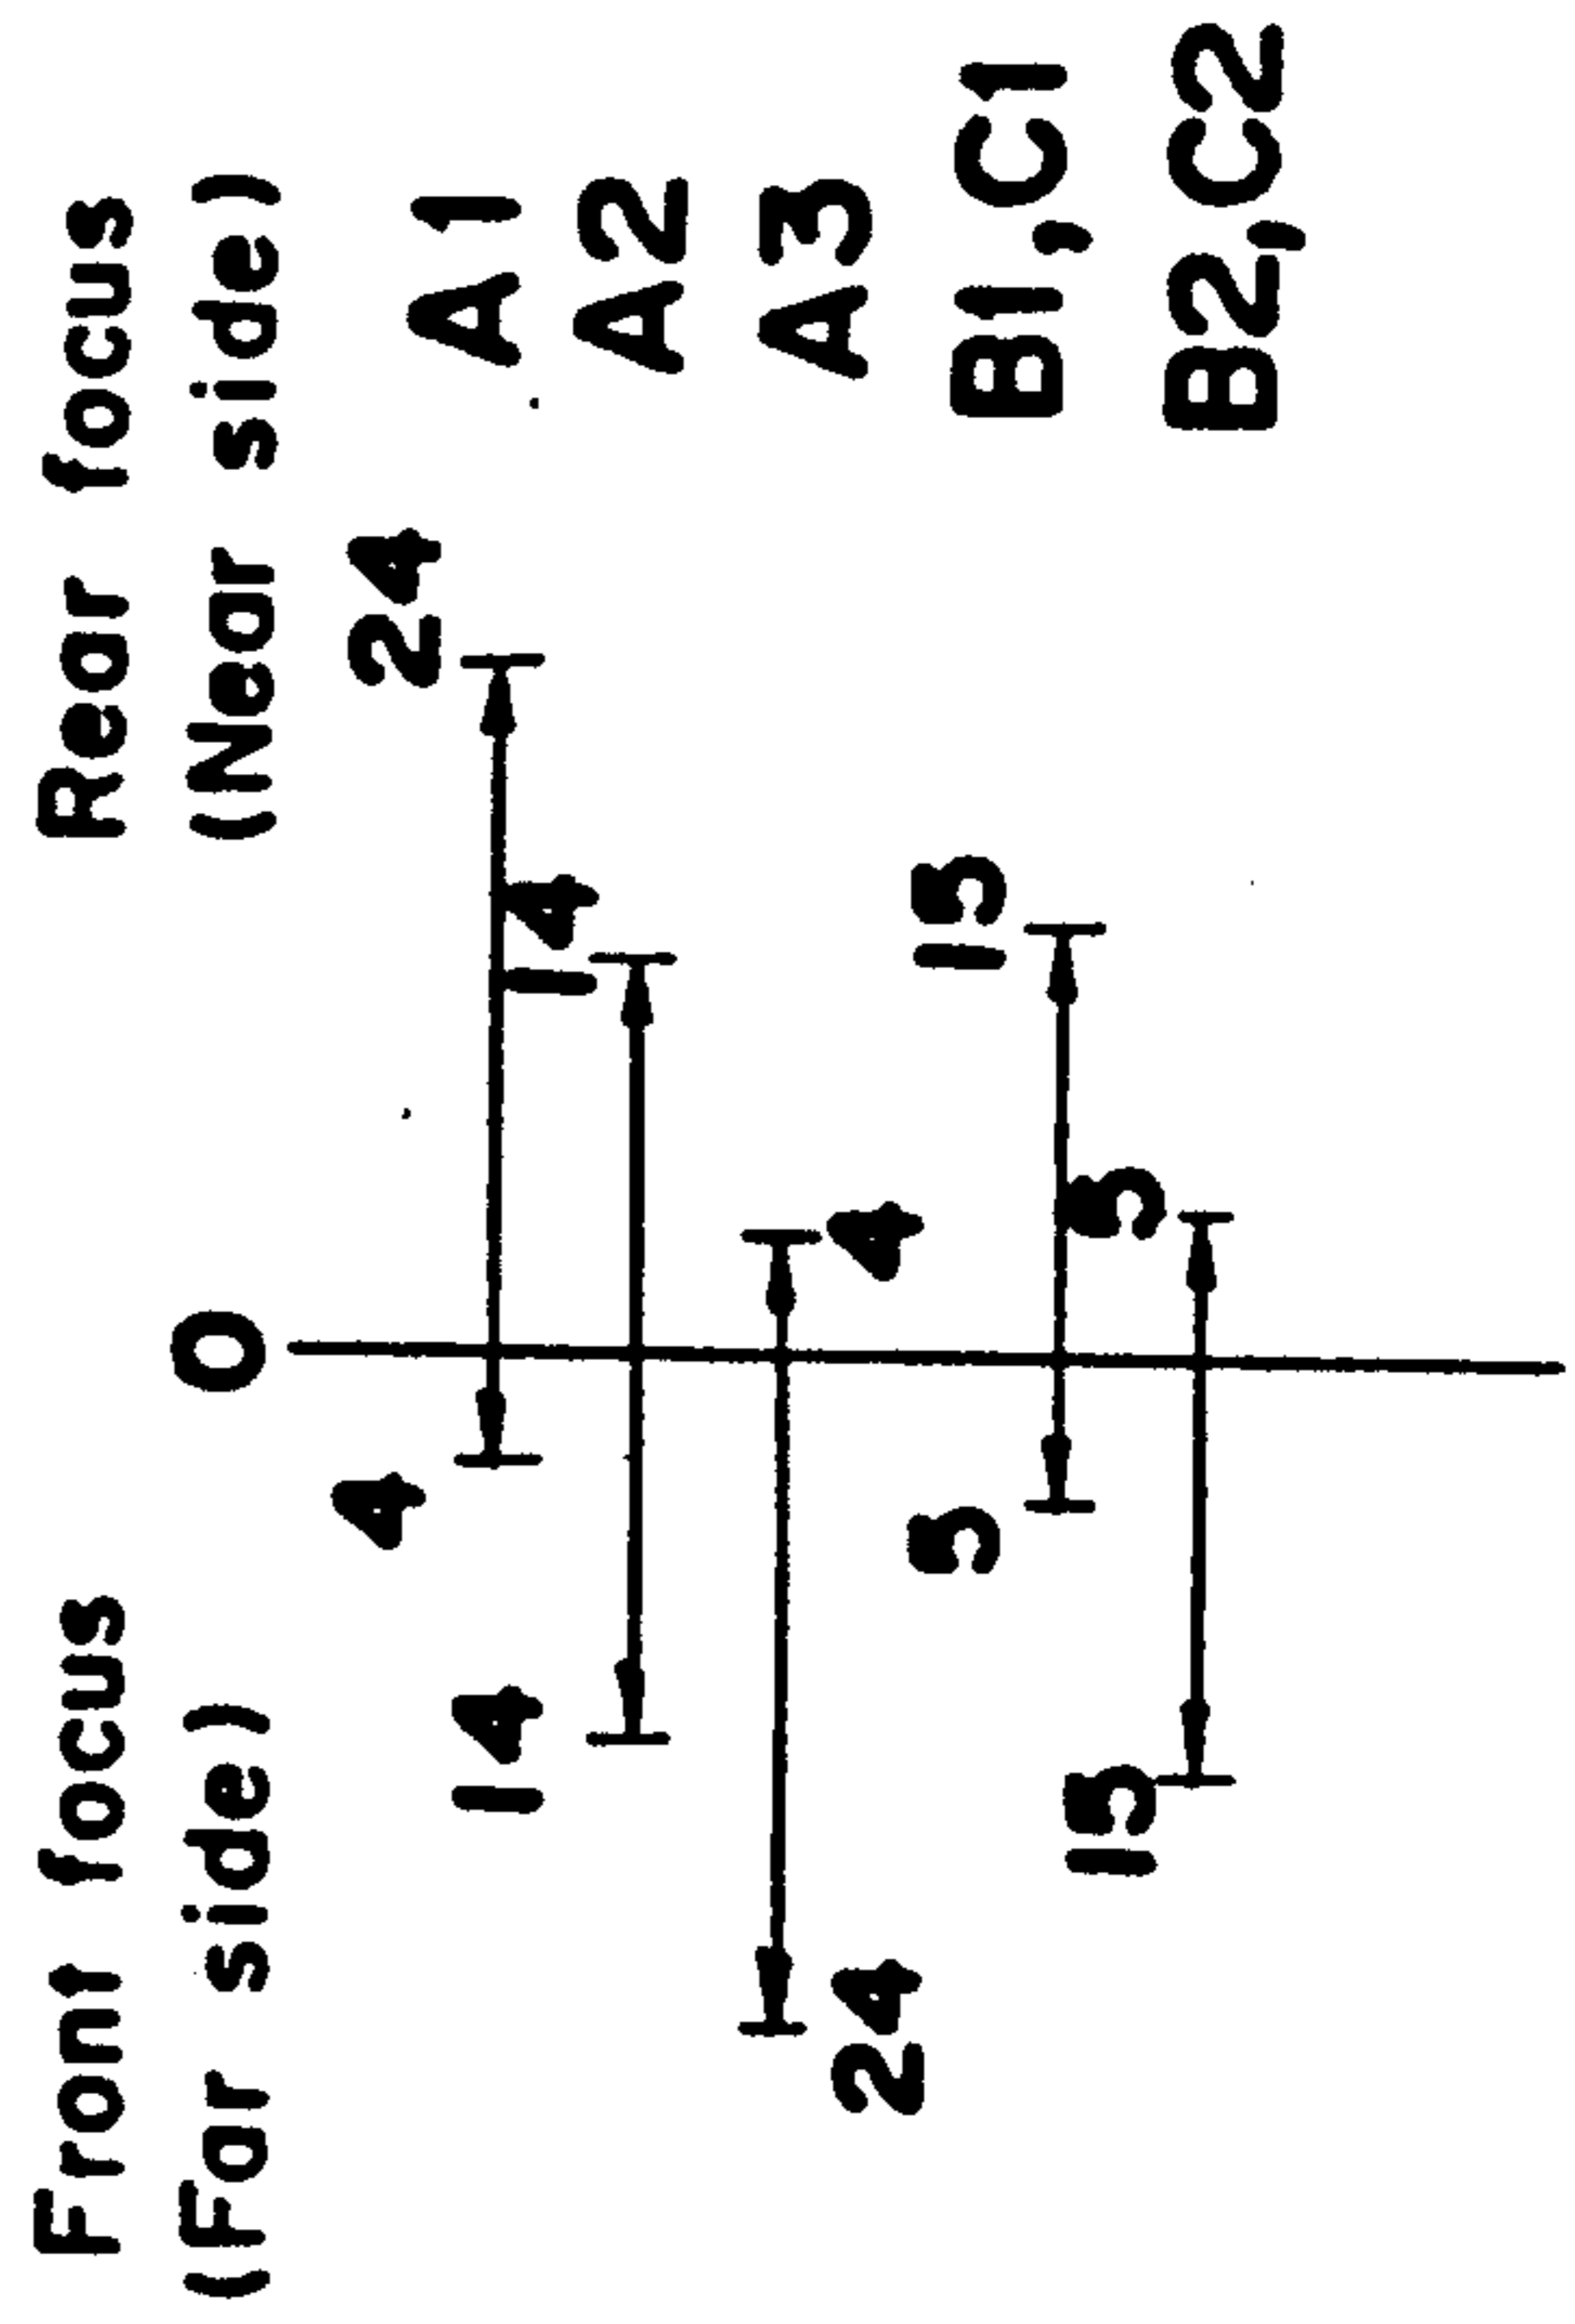 Front focus Rear focus
(Far side) 0 (Near side)
4 24 A1
14 14 A2
24 4 A3
5 15 B1,C1
15 5 B2,C2